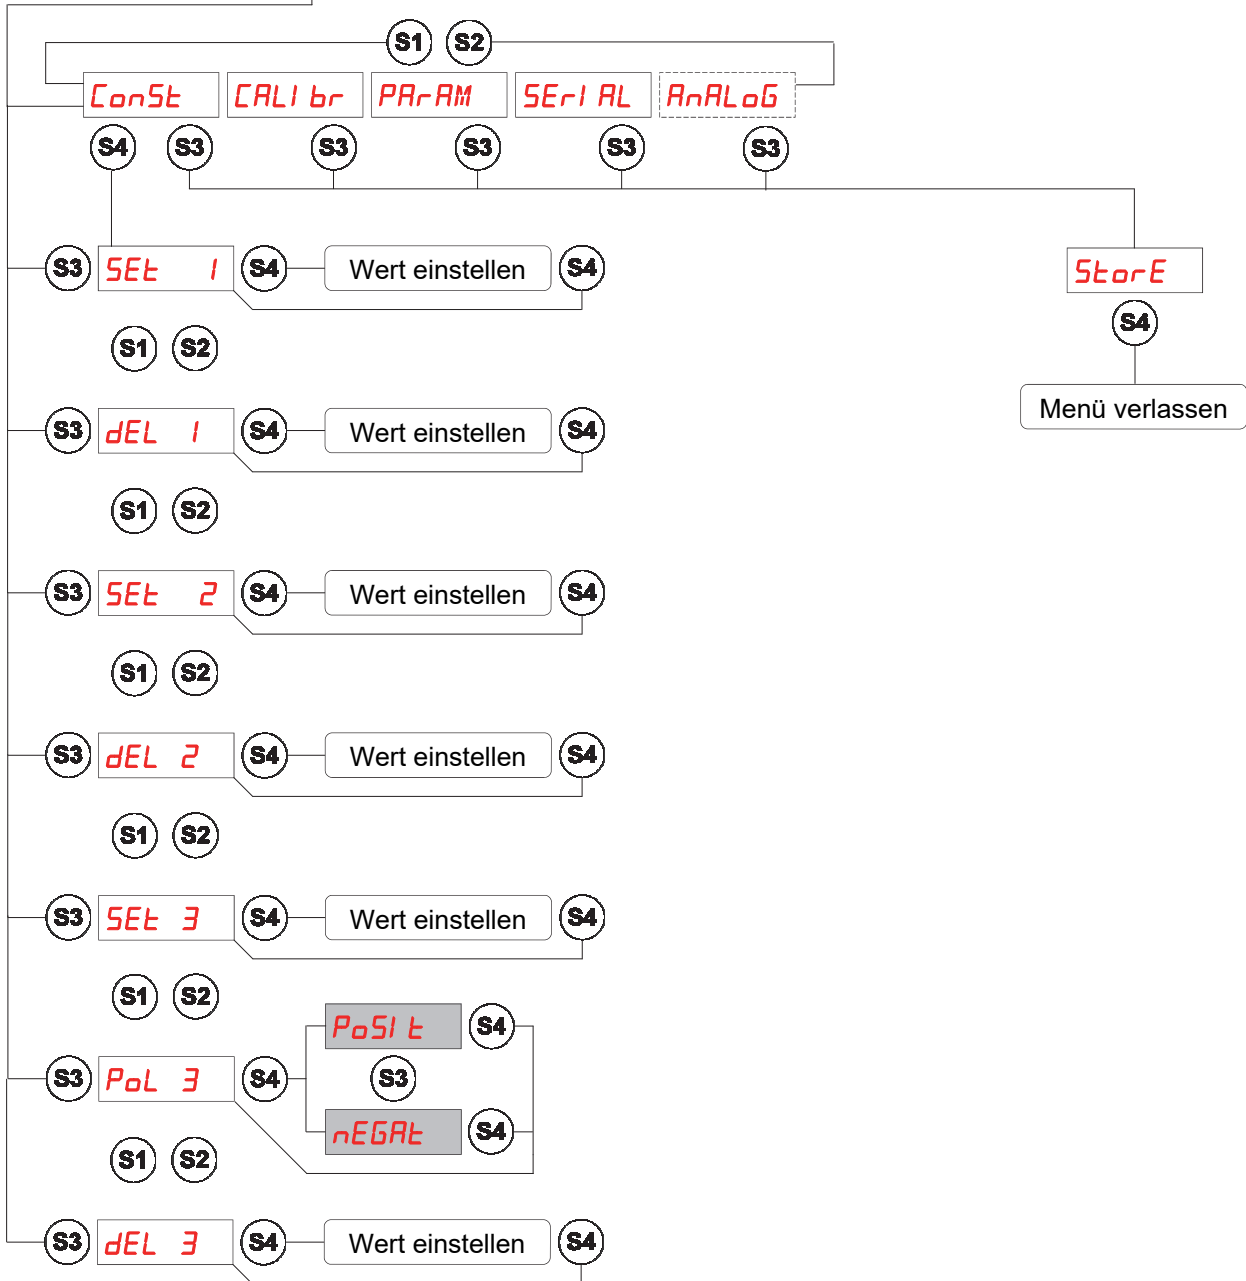 S1 S2
ConSt CALIbr PArAM SErIAL AnALoG
S4 S3 S3 S3 S3 S3
S3 SEt 1 S4 Wert einstellen S4
StorE
S1 S2
S4
Menü verlassen
S3 dEL 1 S4 Wert einstellen S4
S1 S2
S3 SEt 2 S4 Wert einstellen S4
S1 S2
S3 dEL 2 S4 Wert einstellen S4
S1 S2
S3 SEt 3 S4 Wert einstellen S4
S1 S2
PoSIt S4
S3 PoL 3 S4 S3
nEGAt S4
S1 S2
S3 dEL 3 S4 Wert einstellen S4